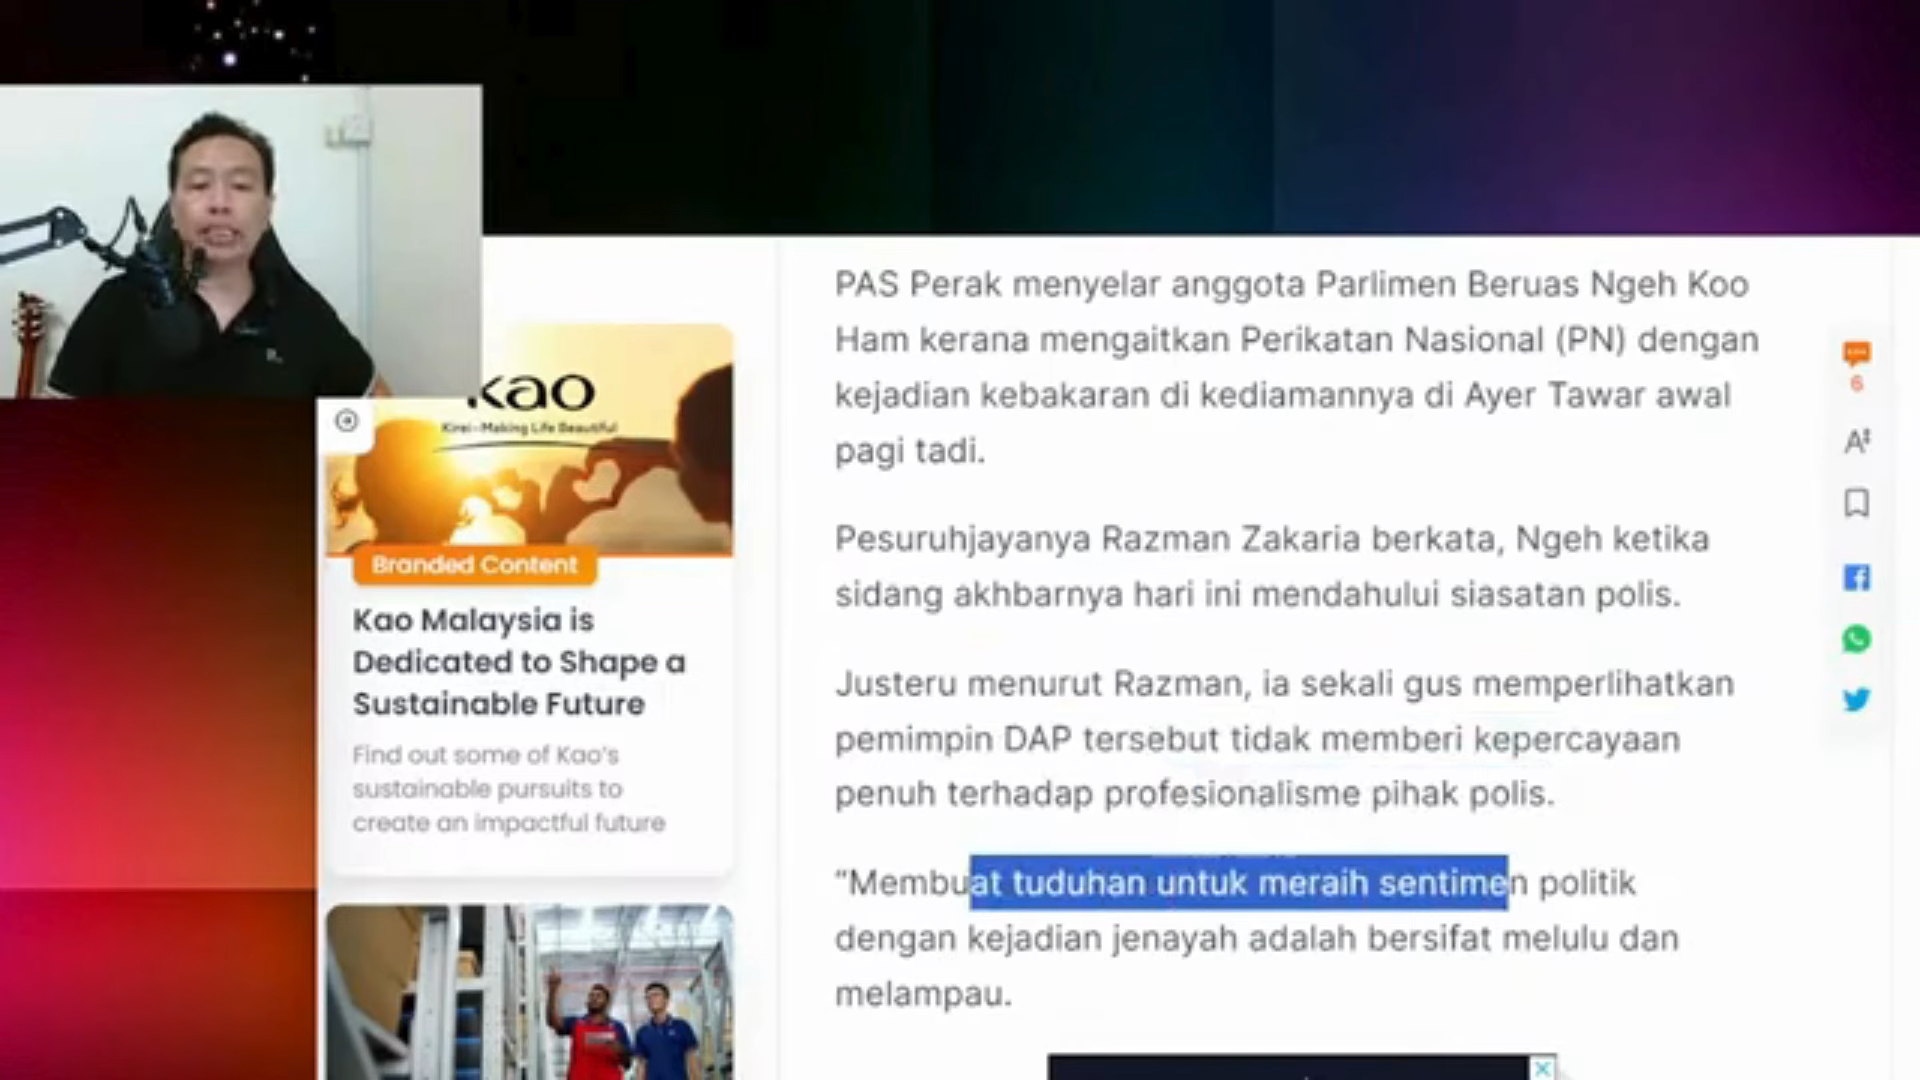 kao
Kirei—Making Life Beautiful
Branded Content
Kao Malaysia is
Dedicated to Shape a
Sustainable Future
Find out some of Kao's
sustainable pursuits to
create an impactful future
PAS Perak menyelar anggota Parlimen Beruas Ngeh Koo
Ham kerana mengaitkan Perikatan Nasional (PN) dengan
kejadian kebakaran di kediamannya di Ayer Tawar awal
pagi tadi.
Pesuruhjayanya Razman Zakaria berkata, Ngeh ketika
sidang akhbarnya hari ini mendahului siasatan polis.
Justeru menurut Razman, ia sekali gus memperlihatkan
pemimpin DAP tersebut tidak memberi kepercayaan
penuh terhadap profesionalisme pihak polis.
“Membuat tuduhan untuk meraih sentimen politik
dengan kejadian jenayah adalah bersifat melulu dan
melampau.
6
A